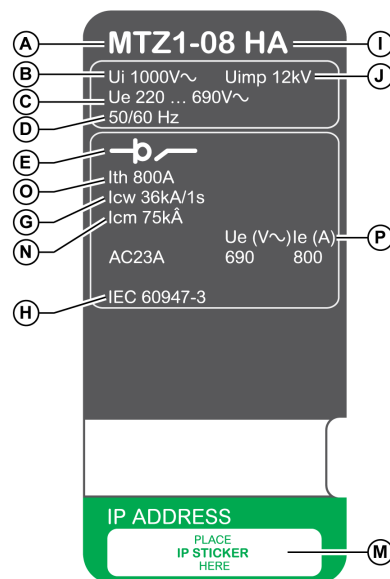 A MTZ1-08 HA I
B Ui 1000V∼ Uimp 12kV J
C Ue 220 ... 690V∼
D 50/60 Hz
E
O Ith 800A
G Icw 36kA/1s
N Icm 75kÂ
Ue (V∼) Ie (A) P
AC23A 690 800
H IEC 60947-3
IP ADDRESS
PLACE
IP STICKER M
HERE